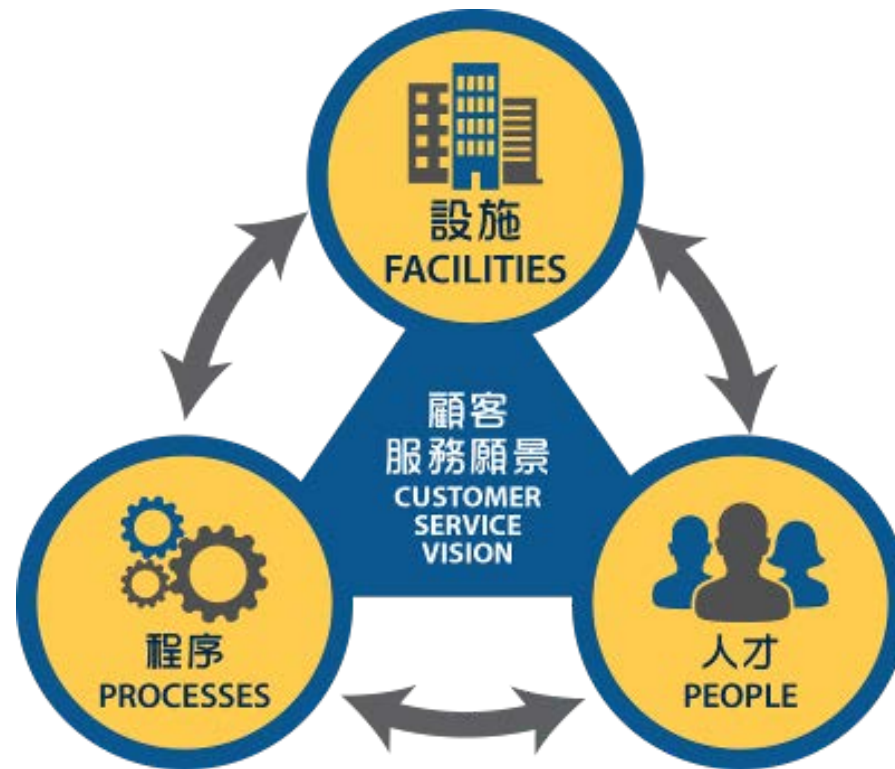 設施
FACILITIES
顧客
服務願景
CUSTOMER
SERVICE
VISION
程序
PROCESSES
人才
PEOPLE